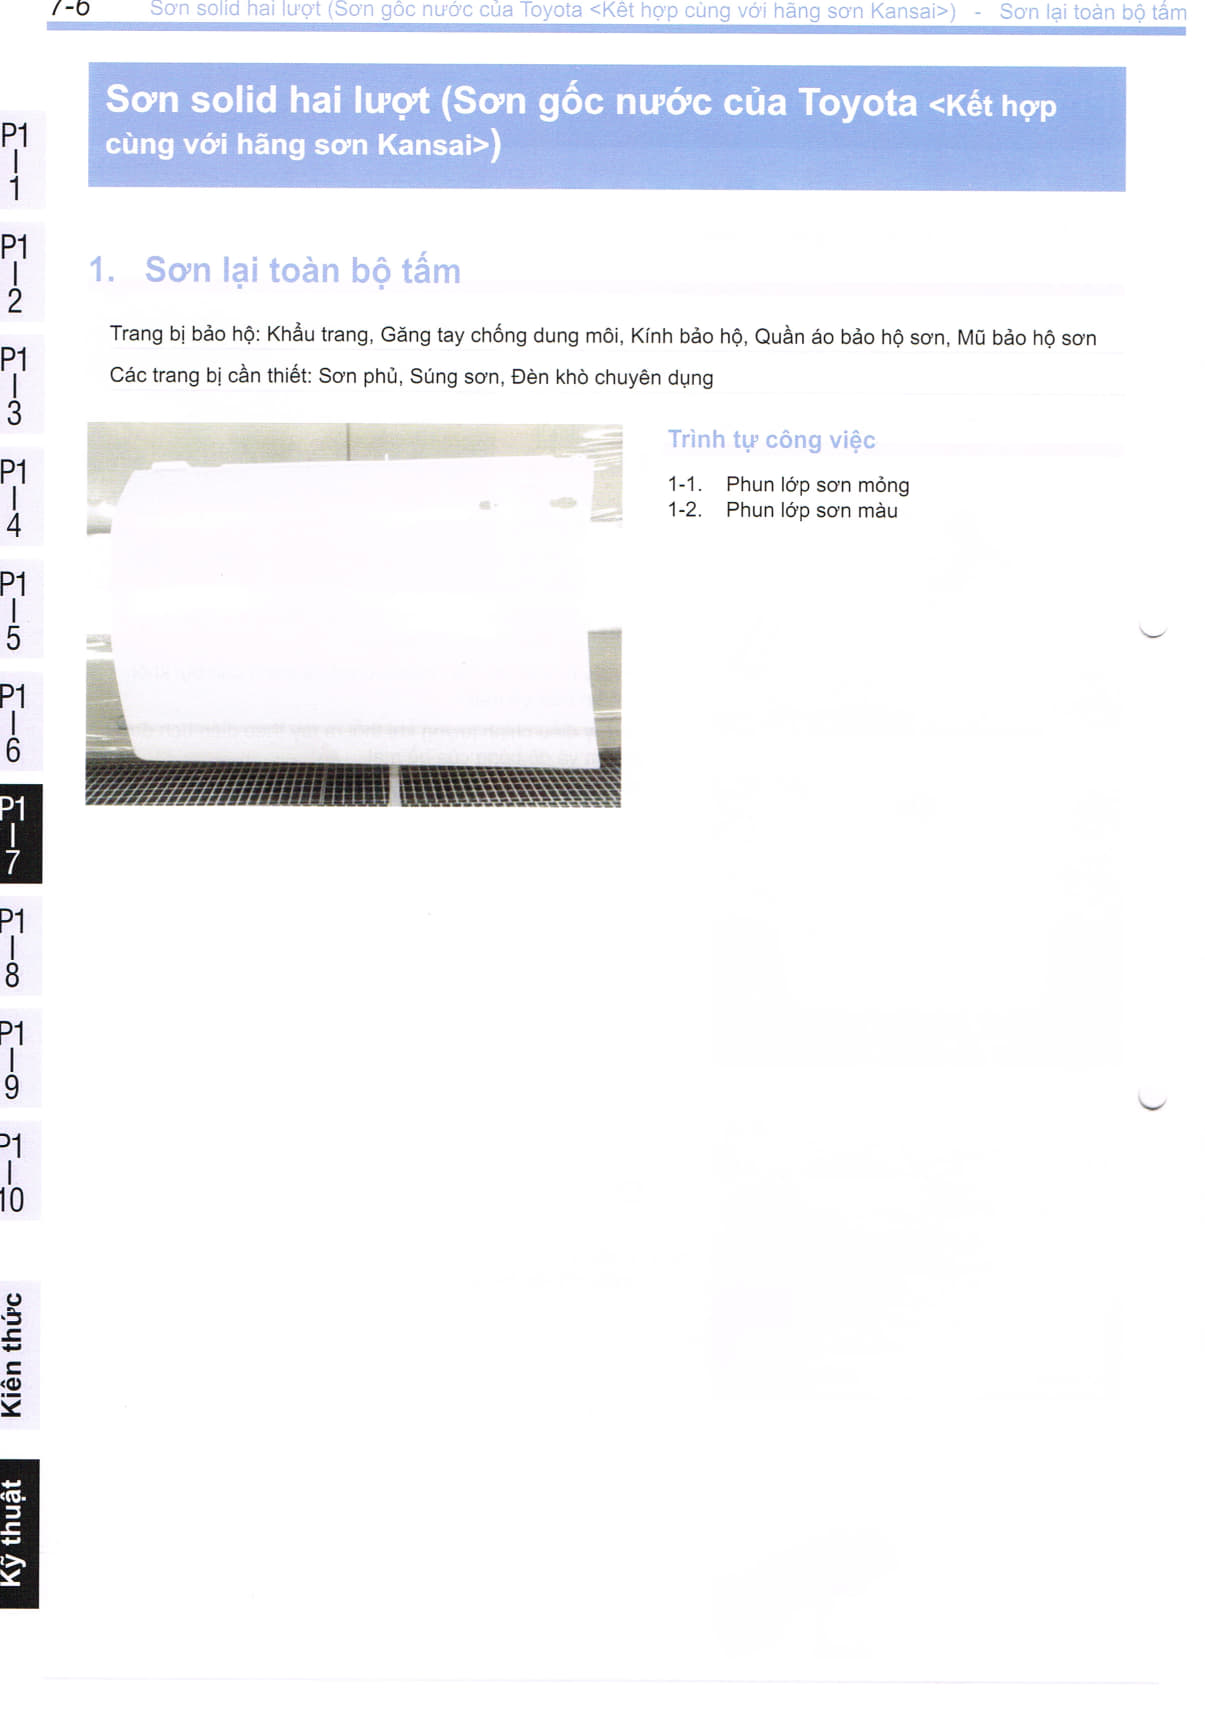 7-6 Sơn solid hai lượt (Sơn gốc nước của Toyota <Kết hợp cùng với hãng sơn Kansai>) - Sơn lại toàn bộ tấm
Sơn solid hai lượt (Sơn gốc nước của Toyota <Kết hợp
cùng với hãng sơn Kansai>)
1. Sơn lại toàn bộ tấm
Trang bị bảo hộ: Khẩu trang, Găng tay chống dung môi, Kính bảo hộ, Quần áo bảo hộ sơn, Mũ bảo hộ sơn
Các trang bị cần thiết: Sơn phủ, Súng sơn, Đèn khò chuyên dụng
Trình tự công việc
1-1. Phun lớp sơn mỏng
1-2. Phun lớp sơn màu
P1
|
1
P1
|
2
P1
|
3
P1
|
4
P1
|
5
P1
|
6
P1
|
7
P1
|
8
P1
|
9
P1
|
10
Kiên thức
Kỹ thuật